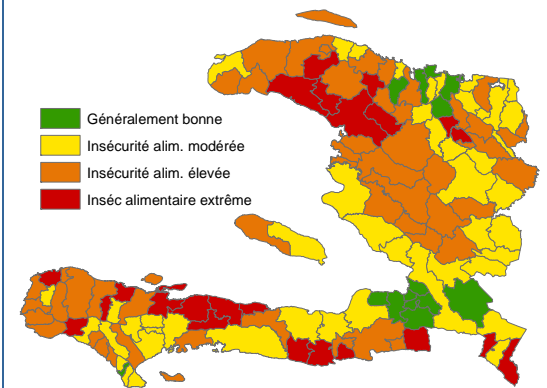 Généralement bonne
Insécurité alim. modérée
Insécurité alim. élevée
Inséc alimentaire extrême